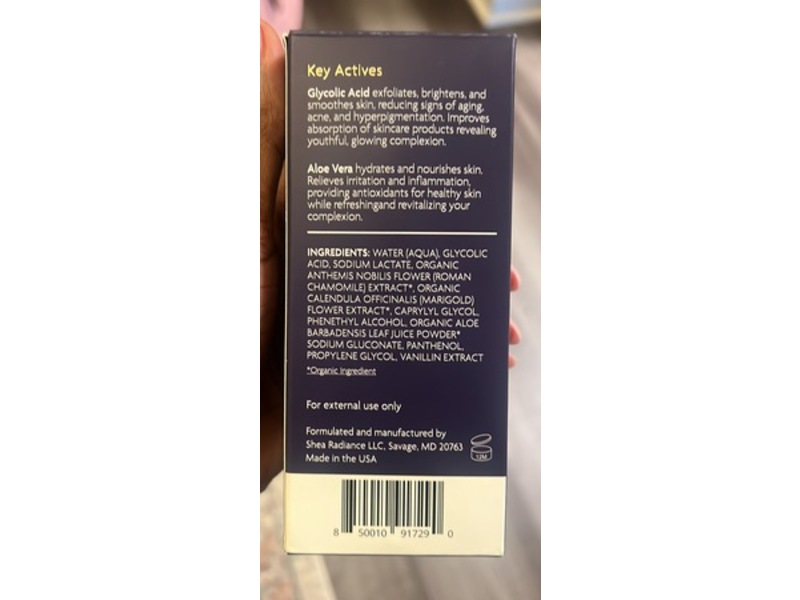 Key Actives
Glycolic Acid exfoliates, brightens, and
smoothes skin, reducing signs of aging,
acne, and hyperpigmentation. Improves
absorption of skincare products revealing
youthful, glowing complexion.
Aloe Vera hydrates and nourishes skin.
Relieves irritation and inflammation,
providing antioxidants for healthy skin
while refreshingand revitalizing your
complexion.
INGREDIENTS: WATER (AQUA), GLYCOLIC
ACID, SODIUM LACTATE, ORGANIC
ANTHEMIS NOBILIS FLOWER (ROMAN
CHAMOMILE) EXTRACT*, ORGANIC
CALENDULA OFFICINALIS (MARIGOLD)
FLOWER EXTRACT*, CAPRYLYL GLYCOL,
PHENETHYL ALCOHOL, ORGANIC ALOE
BARBADENSIS LEAF JUICE POWDER*
SODIUM GLUCONATE, PANTHENOL,
PROPYLENE GLYCOL, VANILLIN EXTRACT
*Organic Ingredient
For external use only
Formulated and manufactured by
Shea Radiance LLC, Savage, MD 20763
Made in the USA
12M
8 50010 91729 0